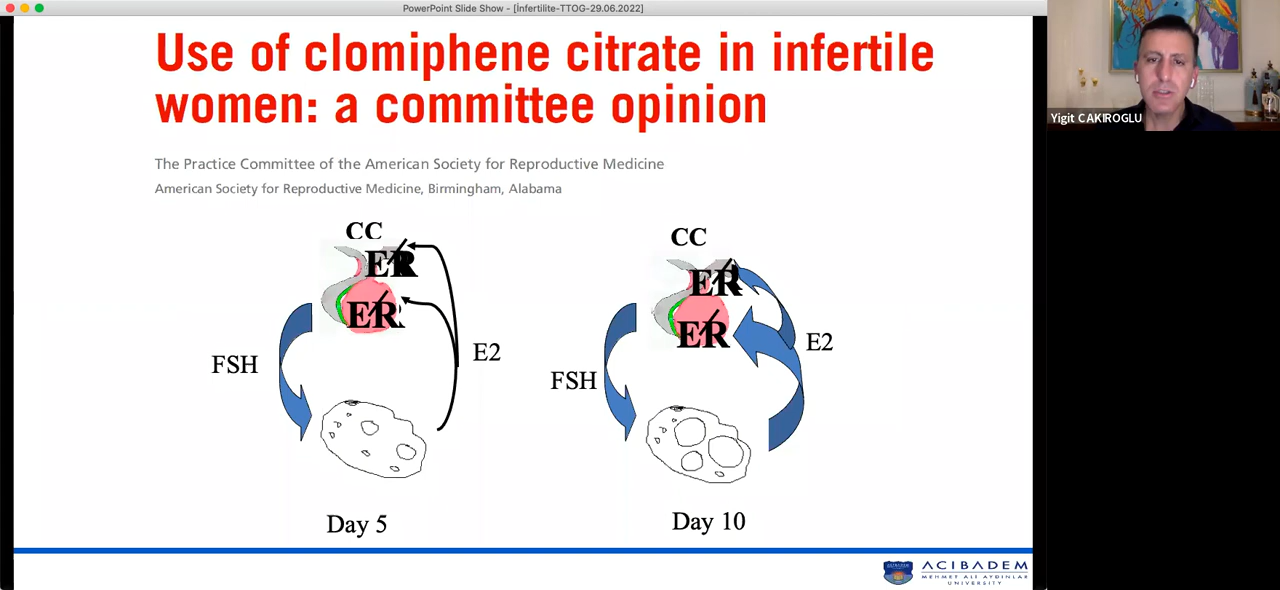 PowerPoint Slide Show - [İnfertilite-TTOG-29.06.2022]
Use of clomiphene citrate in infertile
women: a committee opinion
The Practice Committee of the American Society for Reproductive Medicine
American Society for Reproductive Medicine, Birmingham, Alabama
CC
ER
ER
FSH
E2
Day 5
CC
ER
ER
FSH
E2
Day 10
ACIBADEM
MEHMET ALİ AYDINLAR
UNIVERSITY
Yigit CAKIROGLU